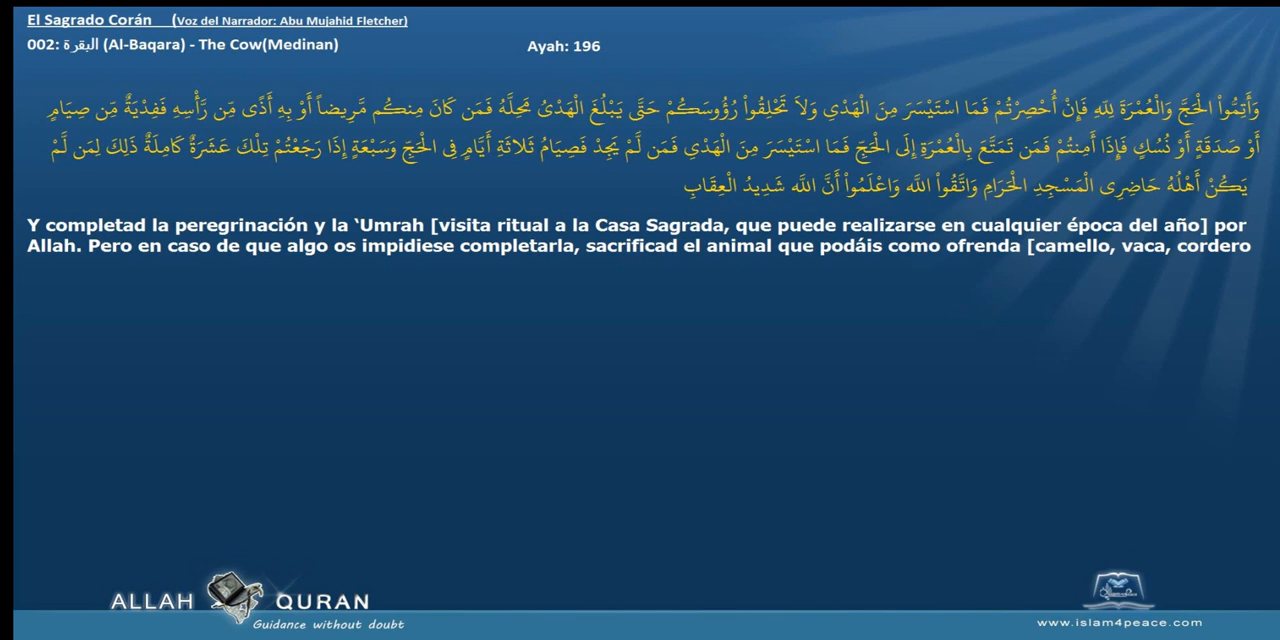 El Sagrado Corán (Voz del Narrador: Abu Mujahid Fletcher)
002: البقرة (Al-Baqara) - The Cow(Medinan) Ayah: 196
وَأَتِمُّواْ الْحَجَّ وَالْعُمْرَةَ لِلّهِ فَإِنْ أُحْصِرْتُمْ فَمَا اسْتَيْسَرَ مِنَ الْهَدْيِ وَلاَ تَحْلِقُواْ رُؤُوسَكُمْ حَتَّى يَبْلُغَ الْهَدْيُ مَحِلَّهُ فَمَن كَانَ مِنكُم مَّرِيضاً أَوْ بِهِ أَذًى مِّن رَّأْسِهِ فَفِدْيَةٌ مِّن صِيَامٍ
أَوْ صَدَقَةٍ أَوْ نُسُكٍ فَإِذَا أَمِنتُمْ فَمَن تَمَتَّعَ بِالْعُمْرَةِ إِلَى الْحَجِّ فَمَا اسْتَيْسَرَ مِنَ الْهَدْيِ فَمَن لَّمْ يَجِدْ فَصِيَامُ ثَلاثَةِ أَيَّامٍ فِي الْحَجِّ وَسَبْعَةٍ إِذَا رَجَعْتُمْ تِلْكَ عَشَرَةٌ كَامِلَةٌ ذَلِكَ لِمَن لَّمْ
يَكُنْ أَهْلُهُ حَاضِرِي الْمَسْجِدِ الْحَرَامِ وَاتَّقُواْ اللّهَ وَاعْلَمُواْ أَنَّ اللّهَ شَدِيدُ الْعِقَابِ
Y completad la peregrinación y la ‘Umrah [visita ritual a la Casa Sagrada, que puede realizarse en cualquier época del año] por
Allah. Pero en caso de que algo os impidiese completarla, sacrificad el animal que podáis como ofrenda [camello, vaca, cordero
ALLAH QURAN
Guidance without doubt
www.islam4peace.com